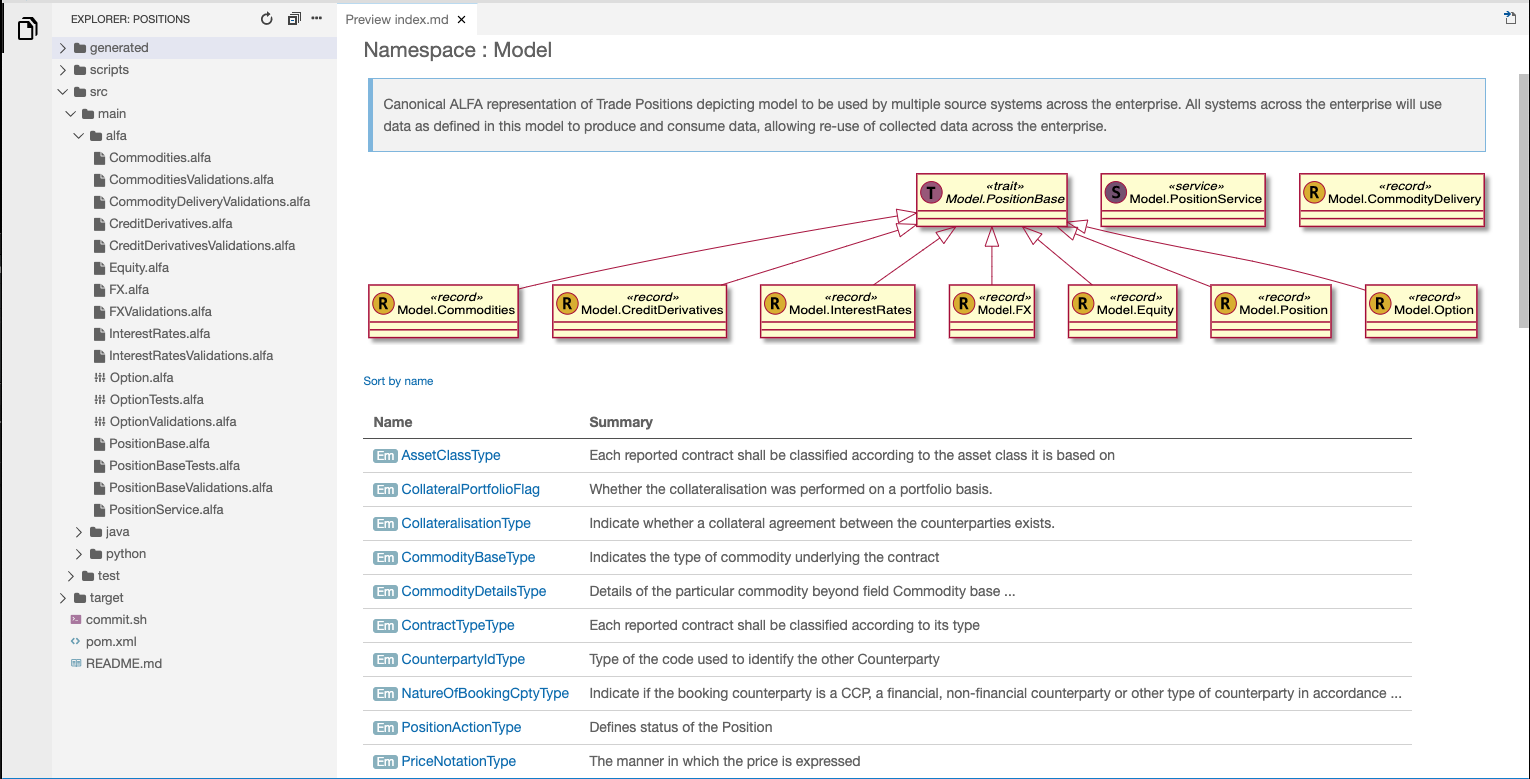 EXPLORER: POSITIONS
generated
scripts
src
main
alfa
Commodities.alfa
CommoditiesValidations.alfa
CommodityDeliveryValidations.alfa
CreditDerivatives.alfa
CreditDerivativesValidations.alfa
Equity.alfa
FX.alfa
FXValidations.alfa
InterestRates.alfa
InterestRatesValidations.alfa
Option.alfa
OptionTests.alfa
OptionValidations.alfa
PositionBase.alfa
PositionBaseTests.alfa
PositionBaseValidations.alfa
PositionService.alfa
java
python
test
target
commit.sh
pom.xml
README.md
Preview index.md
Namespace : Model
Canonical ALFA representation of Trade Positions depicting model to be used by multiple source systems across the enterprise. All systems across the enterprise will use
data as defined in this model to produce and consume data, allowing re-use of collected data across the enterprise.
T «trait»
Model.PositionBase
S «service»
Model.PositionService
R «record»
Model.CommodityDelivery
R «record»
Model.Commodities
R «record»
Model.CreditDerivatives
R «record»
Model.InterestRates
R «record»
Model.FX
R «record»
Model.Equity
R «record»
Model.Position
R «record»
Model.Option
Sort by name
Name Summary
Em AssetClassType Each reported contract shall be classified according to the asset class it is based on
Em CollateralPortfolioFlag Whether the collateralisation was performed on a portfolio basis.
Em CollateralisationType Indicate whether a collateral agreement between the counterparties exists.
Em CommodityBaseType Indicates the type of commodity underlying the contract
Em CommodityDetailsType Details of the particular commodity beyond field Commodity base ...
Em ContractTypeType Each reported contract shall be classified according to its type
Em CounterpartyIdType Type of the code used to identify the other Counterparty
Em NatureOfBookingCptyType Indicate if the booking counterparty is a CCP, a financial, non-financial counterparty or other type of counterparty in accordance ...
Em PositionActionType Defines status of the Position
Em PriceNotationType The manner in which the price is expressed